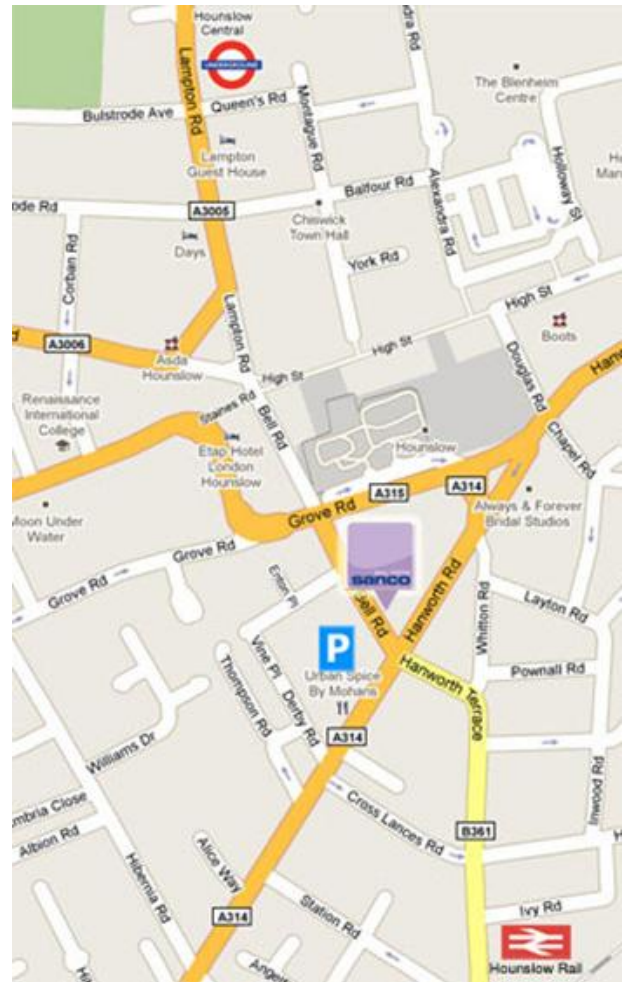 Hounslow
Central
UNDERGROUND
Lampton Rd
Queen's Rd
Bulstrode Ave
Montague Rd
The Blenheim
Centre
Lampton
Guest House
Alexandra Rd
Holloway St
Balfour Rd
A3005
Chiswick
Town Hall
Days
Corban Rd
York Rd
Lampton Rd
High St
Boots
A3006
Asda
Hounslow
High St
Douglas Rd
Staines Rd
Bell Rd
Renaissance
International
College
Etap Hotel
London
Hounslow
Hounslow
Chapel Rd
A315
A314
Grove Rd
Always & Forever
Bridal Studios
Moon Under
Water
Grove Rd
sanco
Grove Rd
Enton Pl
Bell Rd
Hanworth Rd
Whitton Rd
Layton Rd
P
Vine Pl
Thompson Rd
Urban Spice
By Mohans
Hanworth Terrace
Pownall Rd
Derby Rd
A314
Williams Dr
Inwood Rd
Cross Lances Rd
B361
Albion Rd
Hibernia Rd
Alice Way
A314
Station Rd
Ivy Rd
Hounslow Rail